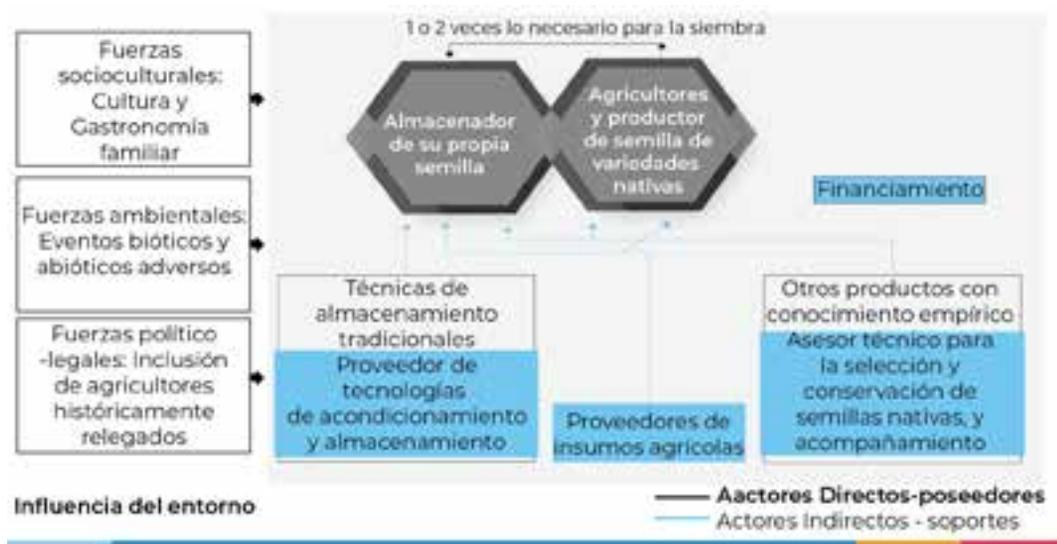 1 o 2 veces lo necesario para la siembra
Fuerzas
socioculturales:
Cultura y
Gastronomía
familiar
Almacenador
de su propia
semilla
Agricultores
y productor
de semilla de
variedades
nativas
Financiamiento
Fuerzas ambientales:
Eventos bióticos y
abióticos adversos
Fuerzas político
-legales: Inclusión
de agricultores
históricamente
relegados
Técnicas de
almacenamiento
tradicionales
Proveedor de
tecnologías
de acondicionamiento
y almacenamiento
Proveedores de
insumos agrícolas
Otros productos con
conocimiento empírico
Asesor técnico para
la selección y
conservación de
semillas nativas, y
acompañamiento
Influencia del entorno
Aactores Directos-poseedores
Actores Indirectos - soportes